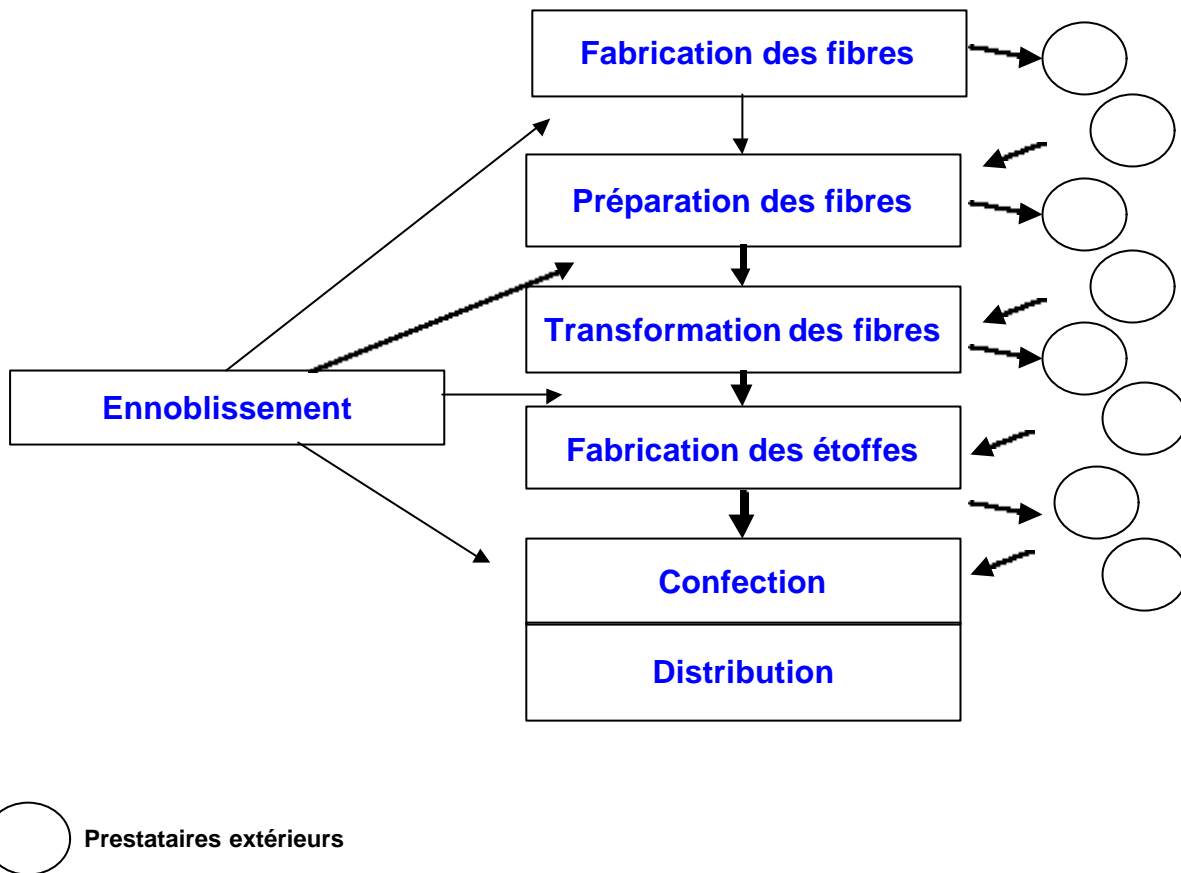 Fabrication des fibres
Préparation des fibres
Transformation des fibres
Ennoblissement
Fabrication des étoffes
Confection
Distribution
Prestataires extérieurs